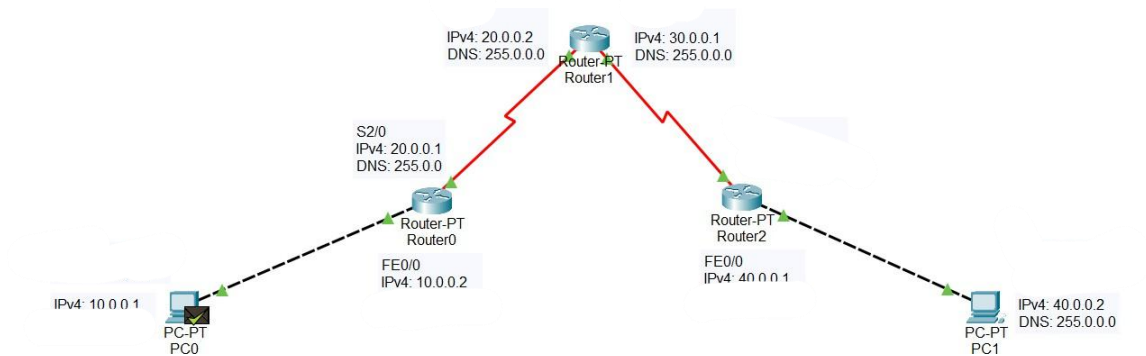 IPv4: 20.0.0.2
DNS: 255.0.0.0
Router-PT
Router1
IPv4: 30.0.0.1
DNS: 255.0.0.0
S2/0
IPv4: 20.0.0.1
DNS: 255.0.0
Router-PT
Router0
FE0/0
IPv4: 10.0.0.2
Router-PT
Router2
FE0/0
IPv4: 40.0.0.1
IPv4: 10.0.0.1
PC-PT
PC0
PC-PT
PC1
IPv4: 40.0.0.2
DNS: 255.0.0.0